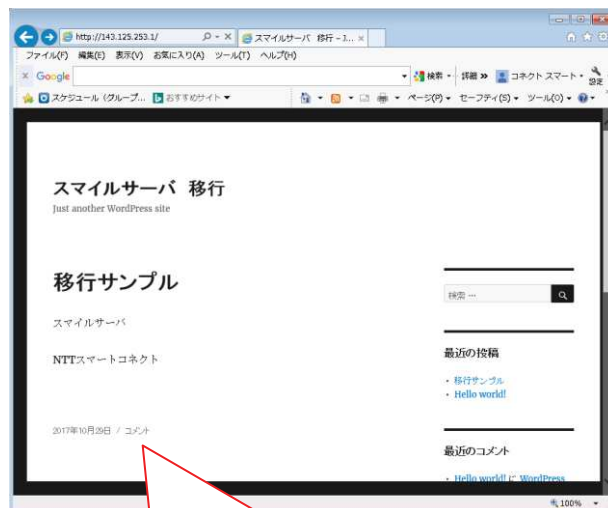 http://143.125.253.1/
スマイルサーバ 移行 - J...
ファイル(F) 編集(E) 表示(V) お気に入り(A) ツール(T) ヘルプ(H)
Google 検索 詳細 » コネクト スマート 設定
スケジュール (グループ... おすすめサイト ページ(P) セーフティ(S) ツール(O)
スマイルサーバ 移行
Just another WordPress site
移行サンプル
スマイルサーバ
NTTスマートコネクト
2017年10月29日 / コメント
検索 …
最近の投稿
移行サンプル
Hello world!
最近のコメント
Hello world! に WordPress
100%